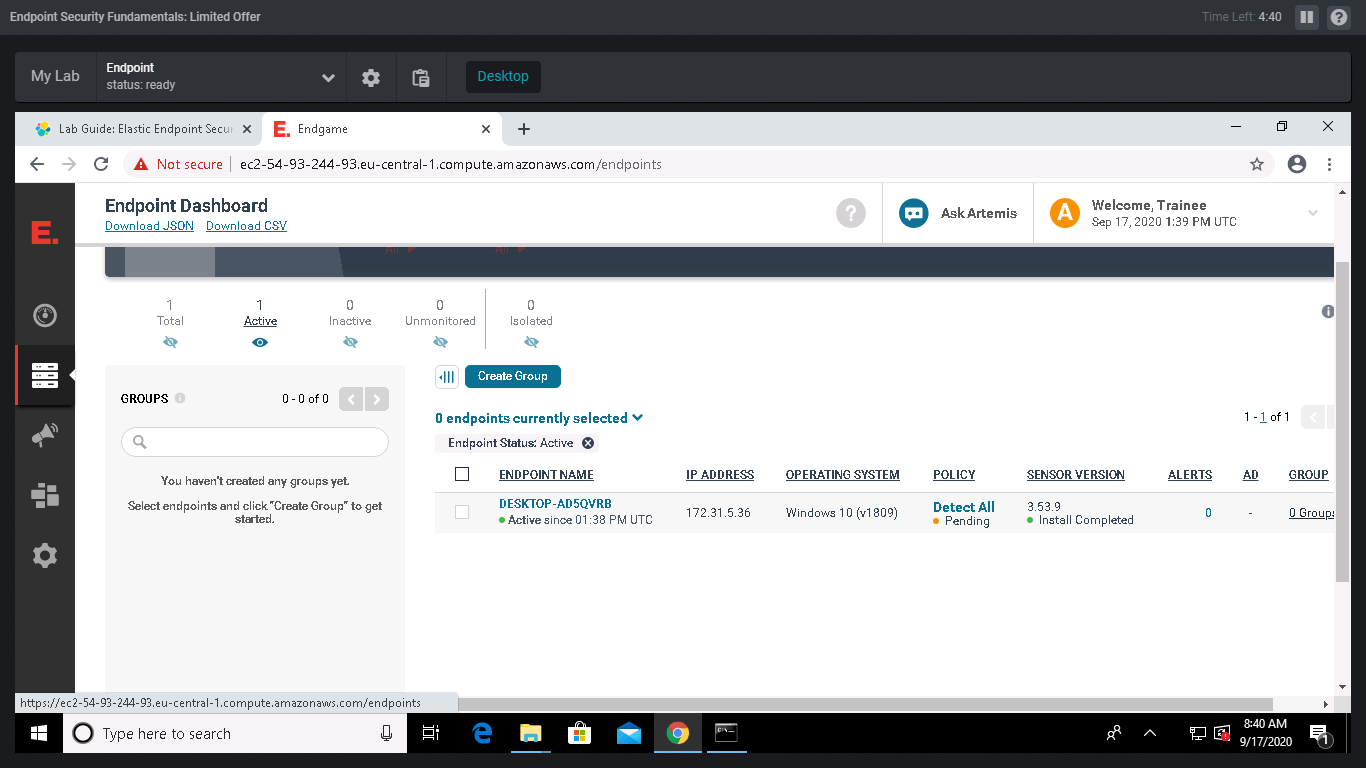 Endpoint Security Fundamentals: Limited Offer
Time Left: 4:40
My Lab
Endpoint
status: ready
Desktop
Lab Guide: Elastic Endpoint Secur
E. Endgame
Not secure
ec2-54-93-244-93.eu-central-1.compute.amazonaws.com/endpoints
E.
Endpoint Dashboard
Download JSON Download CSV
?
Ask Artemis
A
Welcome, Trainee
Sep 17, 2020 1:39 PM UTC
1 1 0 0 0
Total Active Inactive Unmonitored Isolated
GROUPS 0 - 0 of 0
You haven't created any groups yet.
Select endpoints and click "Create Group" to get
started.
Create Group
0 endpoints currently selected
1 - 1 of 1
Endpoint Status: Active
ENDPOINT NAME IP ADDRESS OPERATING SYSTEM POLICY SENSOR VERSION ALERTS AD GROUP
DESKTOP-AD5QVRB 172.31.5.36 Windows 10 (v1809) Detect All 3.53.9 0 - 0 Groups
Active since 01:38 PM UTC Pending Install Completed
https://ec2-54-93-244-93.eu-central-1.compute.amazonaws.com/endpoints
Type here to search
8:40 AM
9/17/2020
1